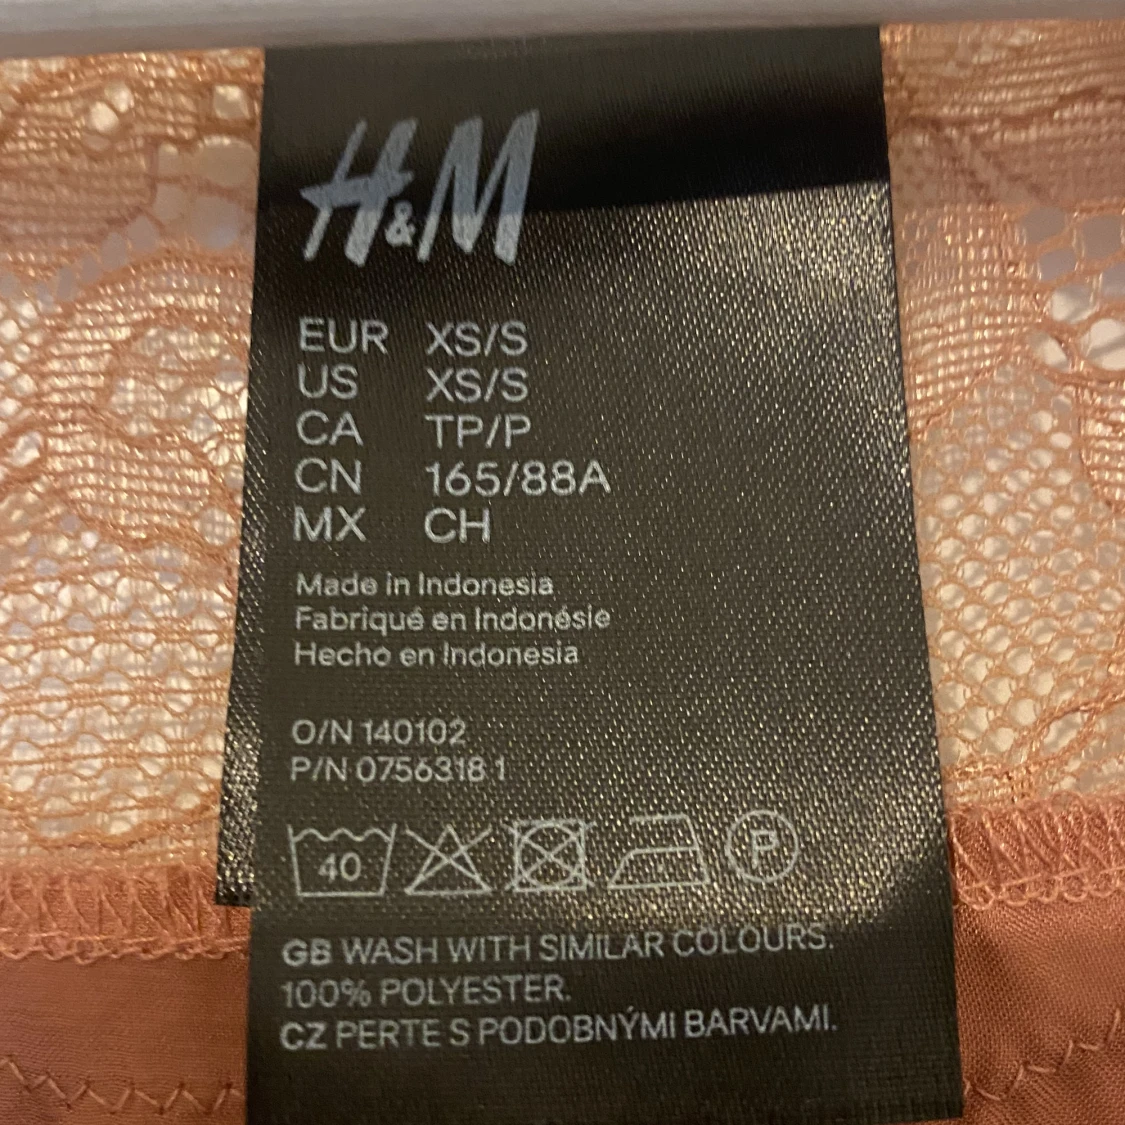 H&M
EUR XS/S
US XS/S
CA TP/P
CN 165/88A
MX CH
Made in Indonesia
Fabriqué en Indonésie
Hecho en Indonesia
O/N 140102
P/N 0756318 1
40 P
GB WASH WITH SIMILAR COLOURS.
100% POLYESTER.
CZ PERTE S PODOBNÝMI BARVAMI.